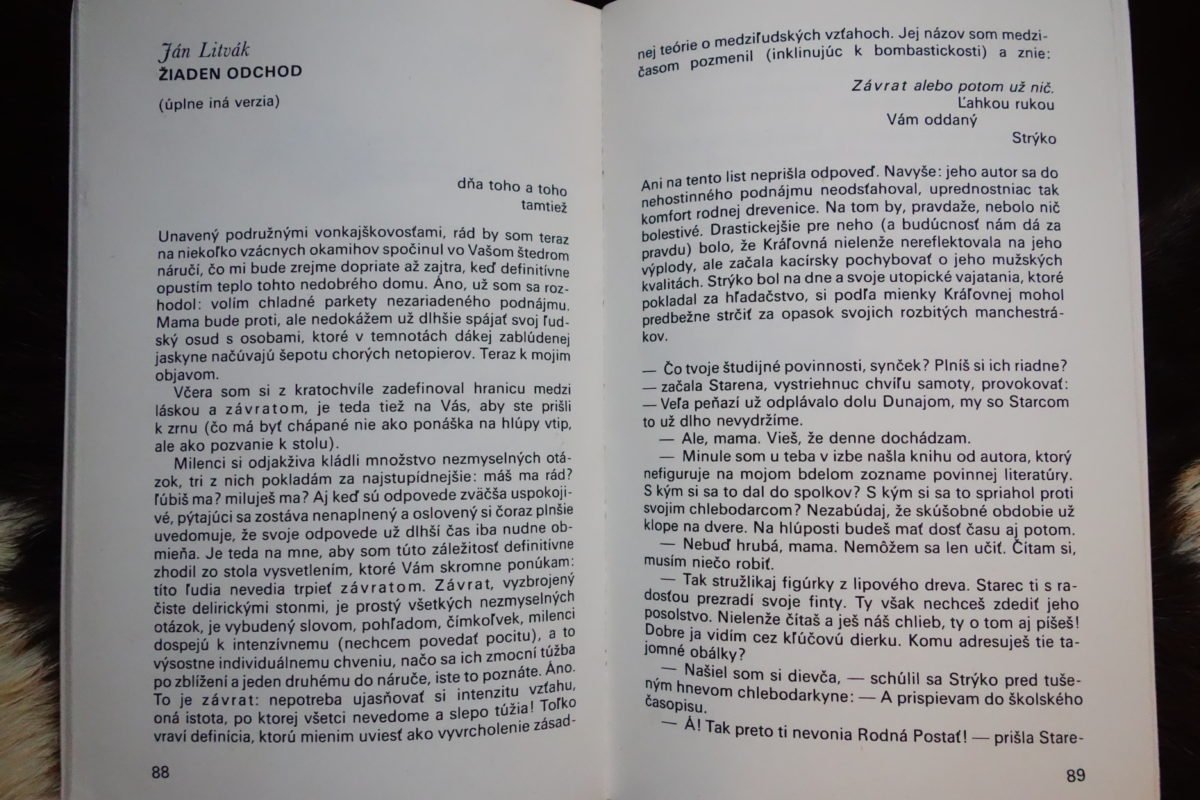 Ján Litvák
ŽIADEN ODCHOD
(úplne iná verzia)
dňa toho a toho
tamtiež
Unavený podružnými vonkajškovosťami, rád by som teraz
na niekoľko vzácnych okamihov spočinul vo Vašom štedrom
náručí, čo mi bude zrejme dopriate až zajtra, keď definitívne
opustím teplo tohto nedobrého domu. Áno, už som sa roz-
hodol: volím chladné parkety nezariadeného podnájmu.
Mama bude proti, ale nedokážem už dlhšie spájať svoj ľud-
ský osud s osobami, ktoré v temnotách dákej zablúdenej
jaskyne načúvajú šepotu chorých netopierov. Teraz k mojim
objavom.
Včera som si z kratochvíle zadefinoval hranicu medzi
láskou a závratom, je teda tiež na Vás, aby ste prišli
k zrnu (čo má byť chápané nie ako ponáška na hlúpy vtip,
ale ako pozvanie k stolu).
Milenci si odjakživa kládli množstvo nezmyselných otá-
zok, tri z nich pokladám za najstupídnejšie: máš ma rád?
ľúbiš ma? miluješ ma? Aj keď sú odpovede zväčša uspokoji-
vé, pýtajúci sa zostáva nenaplnený a oslovený si čoraz plnšie
uvedomuje, že svoje odpovede už dlhší čas iba nudne ob-
mieňa. Je teda na mne, aby som túto záležitosť definitívne
zhodil zo stola vysvetlením, ktoré Vám skromne ponúkam:
títo ľudia nevedia trpieť závratom. Závrat, vyzbrojený
čiste delirickými stonmi, je prostý všetkých nezmyselných
otázok, je vybudený slovom, pohľadom, čímkoľvek, milenci
dospejú k intenzívnemu (nechcem povedať pocitu), a to
výsostne individuálnemu chveniu, načo sa ich zmocní túžba
po zblížení a jeden druhému do náruče, iste to poznáte. Áno.
To je závrat: nepotreba ujasňovať si intenzitu vzťahu,
oná istota, po ktorej všetci nevedome a slepo túžia! Toľko
vraví definícia, ktorú mienim uviesť ako vyvrcholenie zásad-
88
nej teórie o medziľudských vzťahoch. Jej názov som medzi-
časom pozmenil (inklinujúc k bombastickosti) a znie:
Závrat alebo potom už nič.
Ľahkou rukou
Vám oddaný
Strýko
Ani na tento list neprišla odpoveď. Navyše: jeho autor sa do
nehostinného podnájmu neodsťahoval, uprednostniac tak
komfort rodnej drevenice. Na tom by, pravdaže, nebolo nič
bolestivé. Drastickejšie pre neho (a budúcnosť nám dá za
pravdu) bolo, že Kráľovná nielenže nereflektovala na jeho
výplody, ale začala kacírsky pochybovať o jeho mužských
kvalitách. Strýko bol na dne a svoje utopické vajatania, ktoré
pokladal za hľadačstvo, si podľa mienky Kráľovnej mohol
predbežne strčiť za opasok svojich rozbitých manchestrá-
kov.
— Čo tvoje študijné povinnosti, synček? Plníš si ich riadne?
— začala Starena, vystriehnuc chvíľu samoty, provokovať:
— Veľa peňazí už odplávalo dolu Dunajom, my so Starcom
to už dlho nevydržíme.
— Ale, mama. Vieš, že denne dochádzam.
— Minule som u teba v izbe našla knihu od autora, ktorý
nefiguruje na mojom bdelom zozname povinnej literatúry.
S kým si sa to dal do spolkov? S kým si sa to spriahol proti
svojim chlebodarcom? Nezabúdaj, že skúšobné obdobie už
klope na dvere. Na hlúposti budeš mať dosť času aj potom.
— Nebuď hrubá, mama. Nemôžem sa len učiť. Čítam si,
musím niečo robiť.
— Tak stružlikaj figúrky z lipového dreva. Starec ti s ra-
dosťou prezradí svoje finty. Ty však nechceš zdediť jeho
posolstvo. Nielenže čítaš a ješ náš chlieb, ty o tom aj píšeš!
Dobre ja vidím cez kľúčovú dierku. Komu adresuješ tie ta-
jomné obálky?
— Našiel som si dievča, — schúlil sa Strýko pred tuše-
ným hnevom chlebodarkyne: — A prispievam do školského
časopisu.
— Á! Tak preto ti nevonia Rodná Postať! — prišla Stare-
89